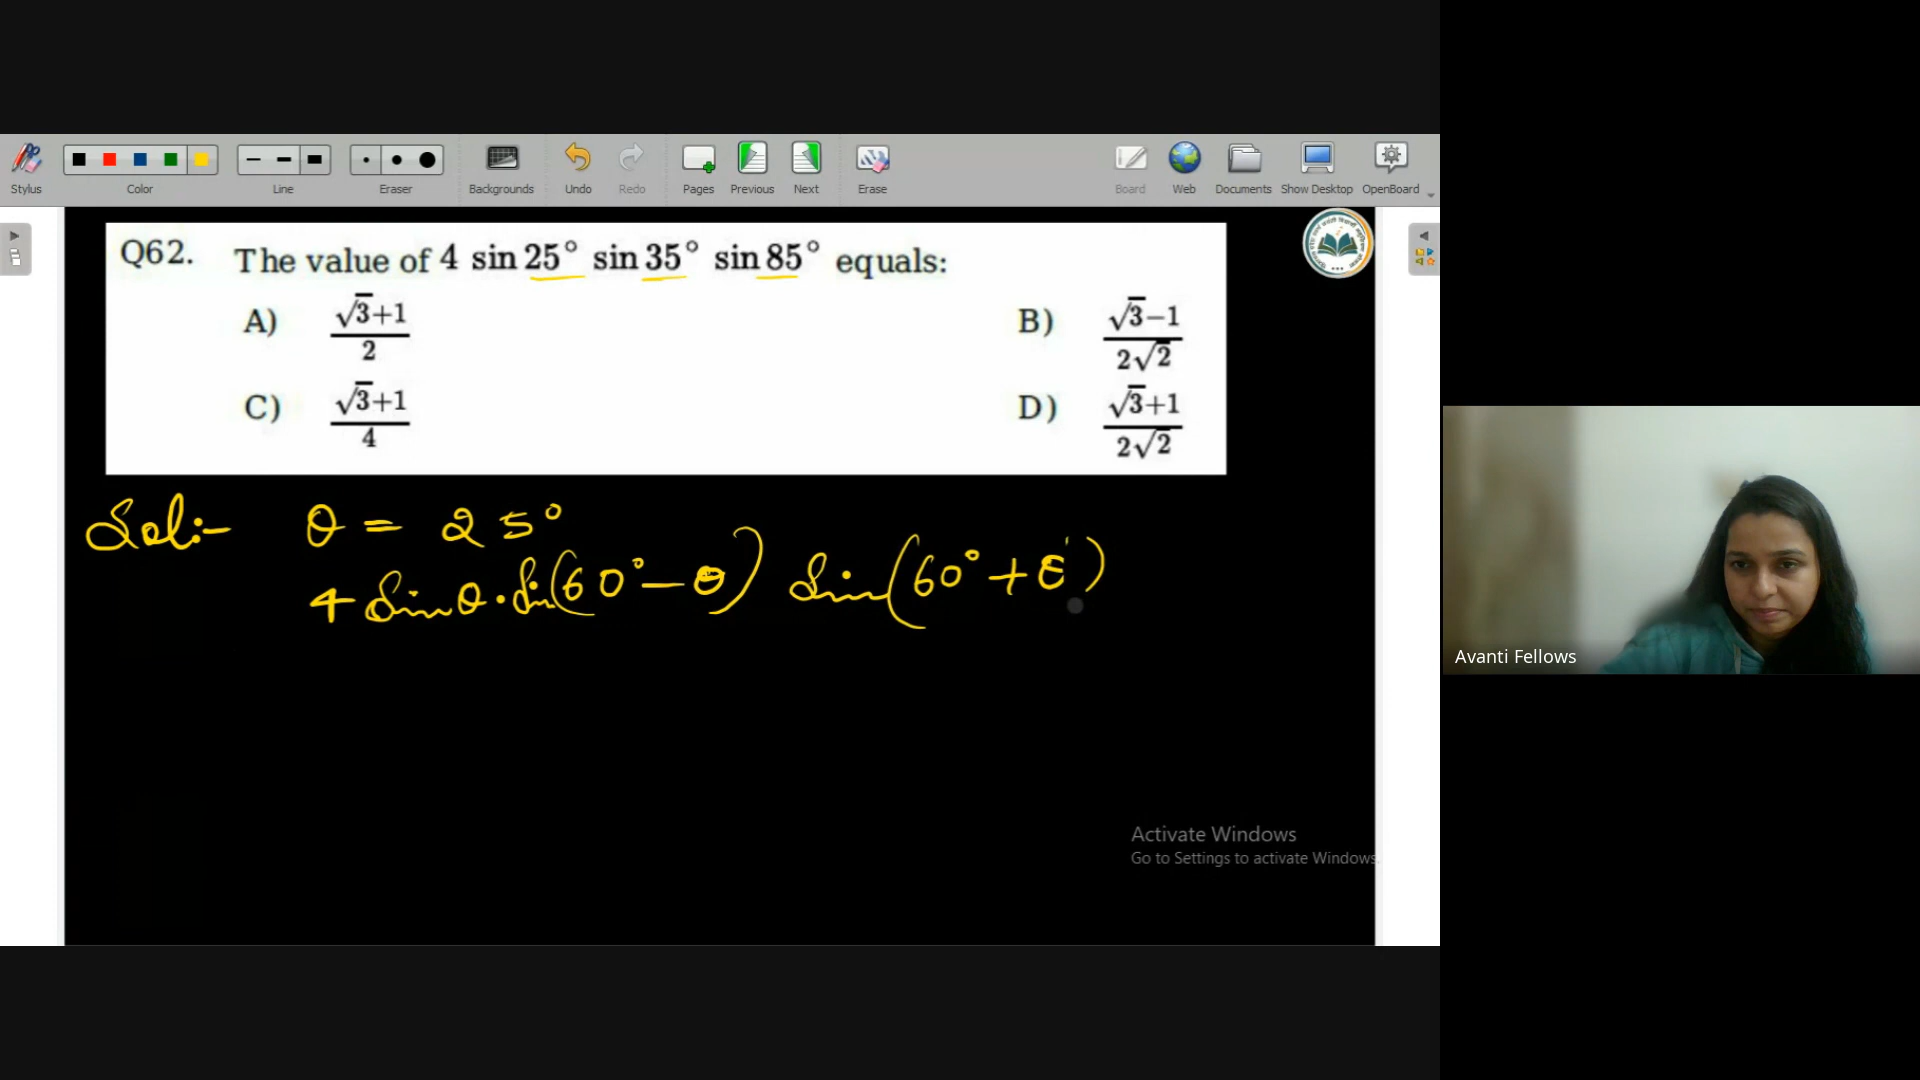 Stylus Color Line Eraser Backgrounds Undo Redo Pages Previous Next Erase Board Web Documents Show Desktop OpenBoard
Q62. The value of 4 sin 25° sin 35° sin 85° equals:
A) (√3+1)/2
B) (√3−1)/(2√2)
C) (√3+1)/4
D) (√3+1)/(2√2)
Sol:- θ = 25°
4 sin θ · sin(60° − θ) sin(60° + θ)
Avanti Fellows
Activate Windows
Go to Settings to activate Windows.